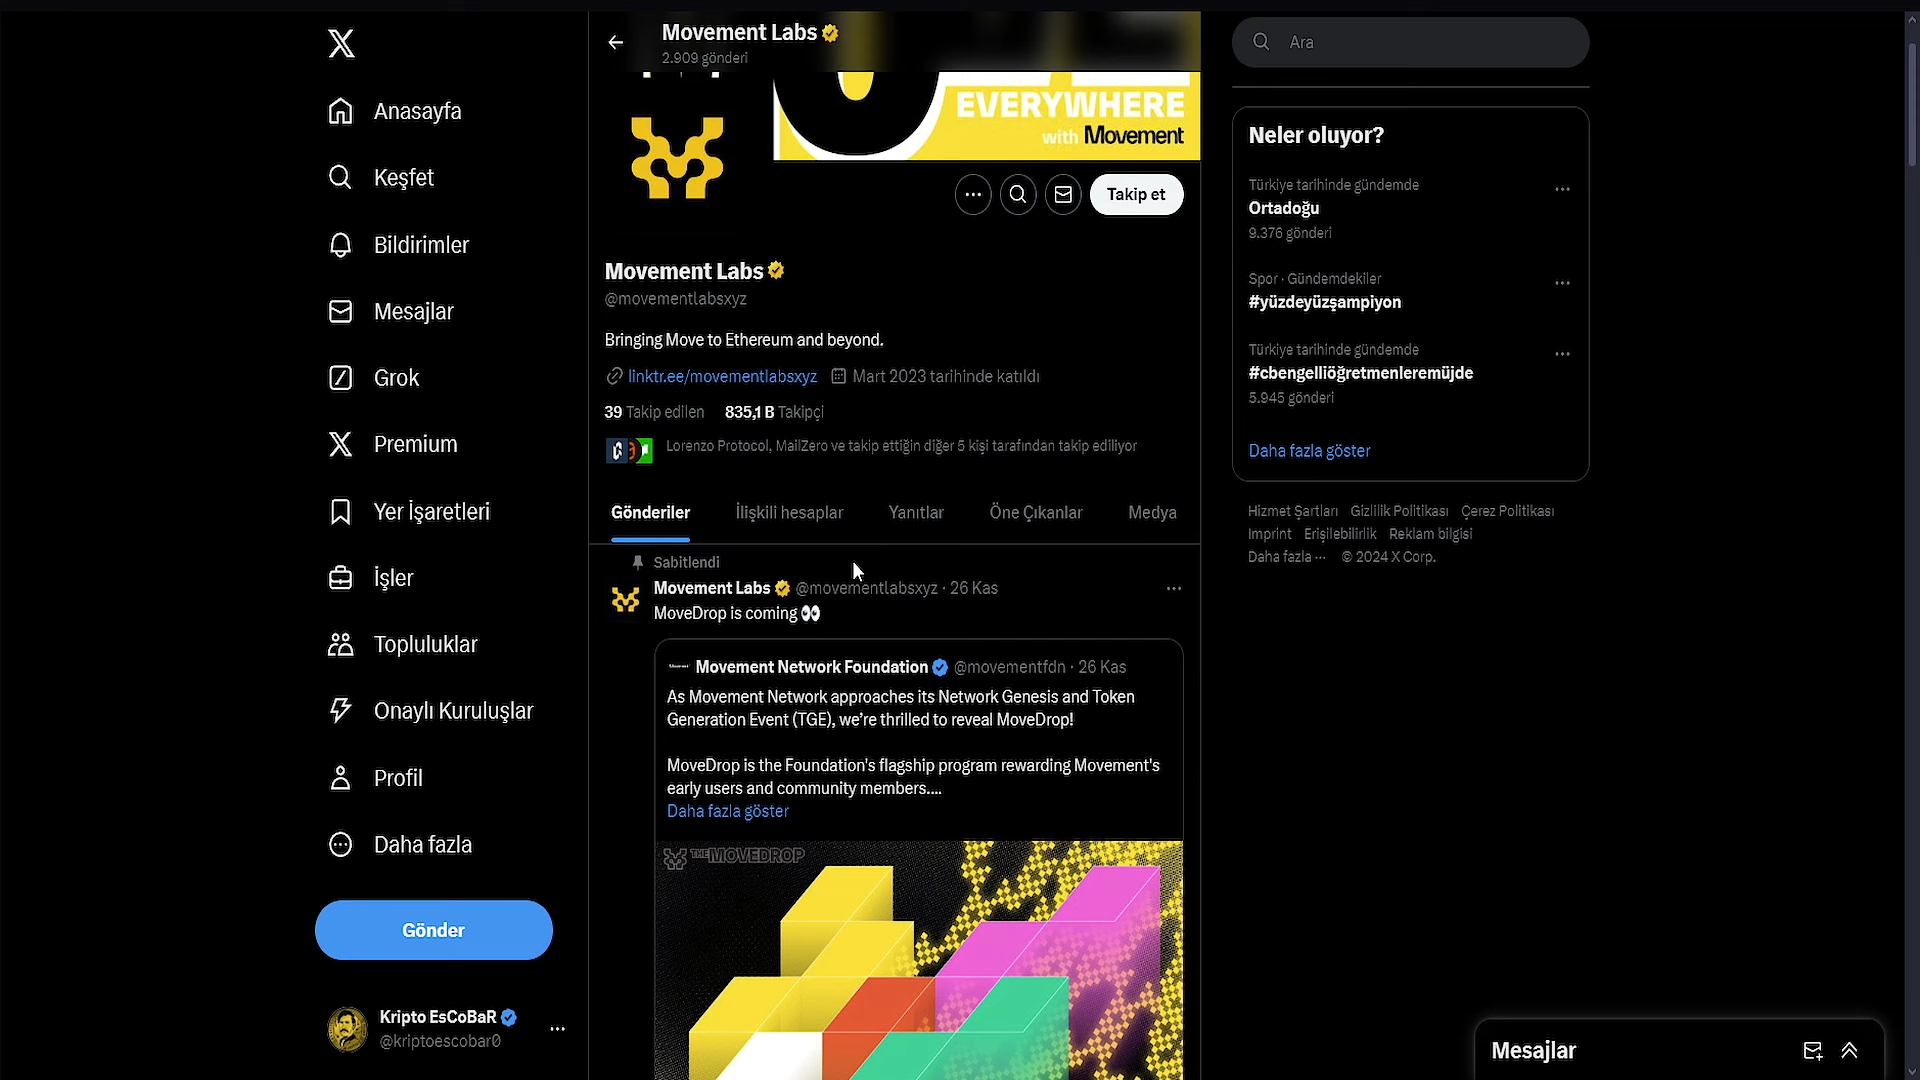 Anasayfa
Keşfet
Bildirimler
Mesajlar
Grok
Premium
Yer İşaretleri
İşler
Topluluklar
Onaylı Kuruluşlar
Profil
Daha fazla
Gönder
Kripto EsCoBaR
@kriptoescobar0
Movement Labs
2.909 gönderi
EVERYWHERE
with Movement
Takip et
Movement Labs
@movementlabsxyz
Bringing Move to Ethereum and beyond.
linktr.ee/movementlabsxyz Mart 2023 tarihinde katıldı
39 Takip edilen 835,1 B Takipçi
Lorenzo Protocol, MailZero ve takip ettiğin diğer 5 kişi tarafından takip ediliyor
Gönderiler İlişkili hesaplar Yanıtlar Öne Çıkanlar Medya
Sabitlendi
Movement Labs @movementlabsxyz · 26 Kas
MoveDrop is coming 👀
Movement Network Foundation @movementfdn · 26 Kas
As Movement Network approaches its Network Genesis and Token
Generation Event (TGE), we're thrilled to reveal MoveDrop!
MoveDrop is the Foundation's flagship program rewarding Movement's
early users and community members....
Daha fazla göster
THE MOVEDROP
Ara
Neler oluyor?
Türkiye tarihinde gündemde
Ortadoğu
9.376 gönderi
Spor · Gündemdekiler
#yüzdeyüzşampiyon
Türkiye tarihinde gündemde
#cbengelliöğretmenleremüjde
5.945 gönderi
Daha fazla göster
Hizmet Şartları Gizlilik Politikası Çerez Politikası
Imprint Erişilebilirlik Reklam bilgisi
Daha fazla ··· © 2024 X Corp.
Mesajlar